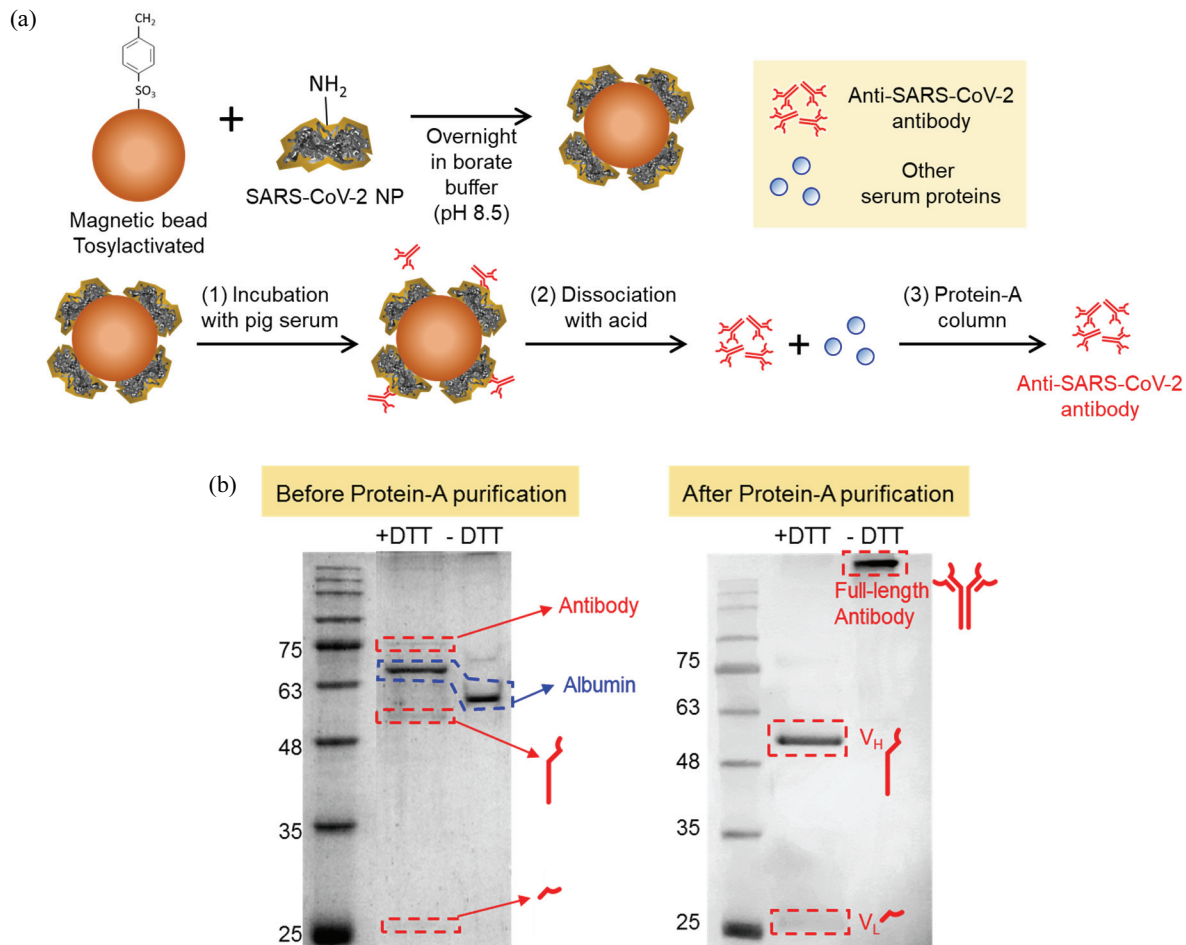 (a)
CH2
SO3
Magnetic bead
Tosylactivated
+
NH2
SARS-CoV-2 NP
Overnight
in borate
buffer
(pH 8.5)
Anti-SARS-CoV-2
antibody
Other
serum proteins
(1) Incubation
with pig serum
(2) Dissociation
with acid
+
(3) Protein-A
column
Anti-SARS-CoV-2
antibody
(b)
Before Protein-A purification
+DTT - DTT
75
63
48
35
25
Antibody
Albumin
After Protein-A purification
+DTT - DTT
Full-length
Antibody
75
63
48
35
25
VH
VL